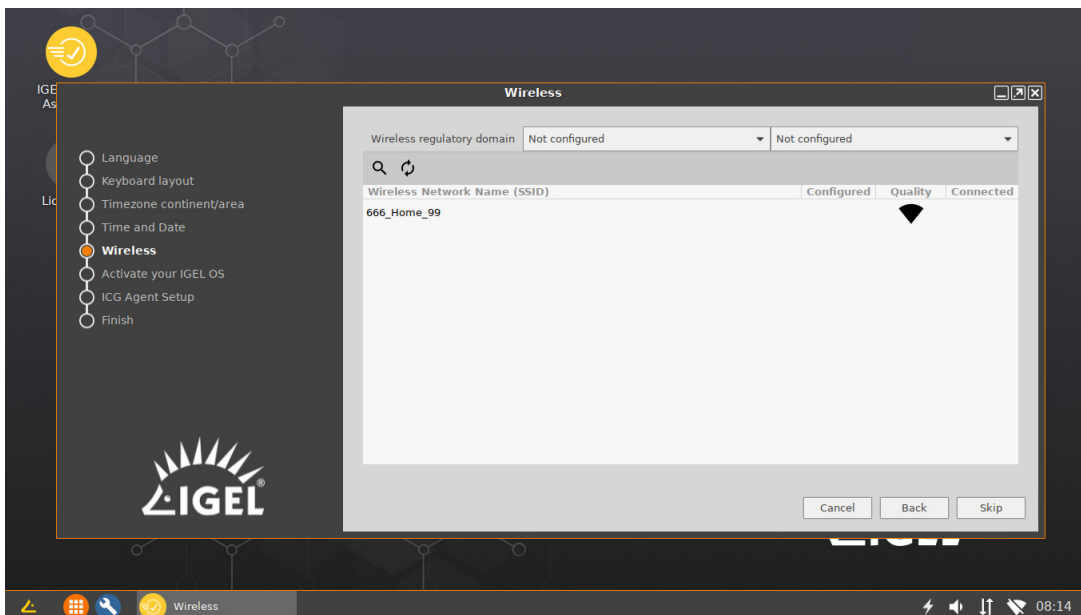 IGE
As
Lic
Wireless
Language
Keyboard layout
Timezone continent/area
Time and Date
Wireless
Activate your IGEL OS
ICG Agent Setup
Finish
IGEL®
Wireless regulatory domain Not configured Not configured
Wireless Network Name (SSID) Configured Quality Connected
666_Home_99
Cancel Back Skip
Wireless 08:14